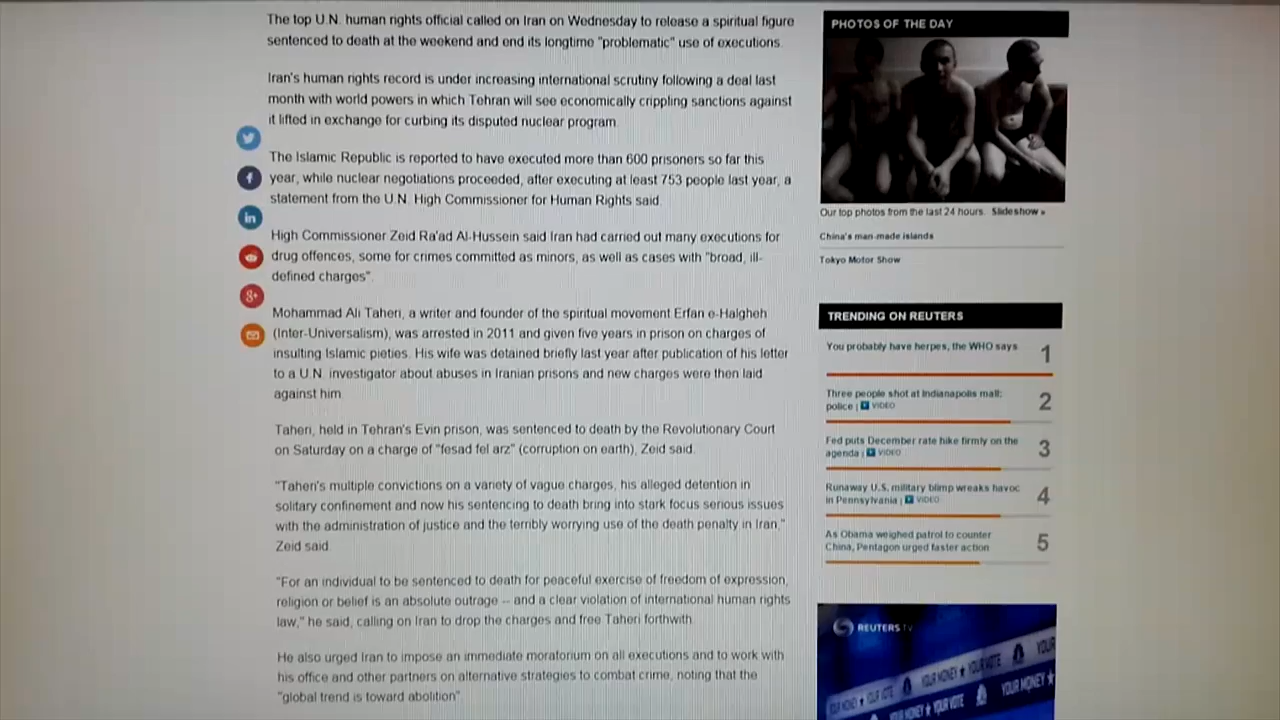 The top U.N. human rights official called on Iran on Wednesday to release a spiritual figure
sentenced to death at the weekend and end its longtime "problematic" use of executions.
Iran's human rights record is under increasing international scrutiny following a deal last
month with world powers in which Tehran will see economically crippling sanctions against
it lifted in exchange for curbing its disputed nuclear program.
The Islamic Republic is reported to have executed more than 600 prisoners so far this
year, while nuclear negotiations proceeded, after executing at least 753 people last year, a
statement from the U.N. High Commissioner for Human Rights said.
High Commissioner Zeid Ra'ad Al-Hussein said Iran had carried out many executions for
drug offences, some for crimes committed as minors, as well as cases with "broad, ill-
defined charges".
Mohammad Ali Taheri, a writer and founder of the spiritual movement Erfan e-Halgheh
(Inter-Universalism), was arrested in 2011 and given five years in prison on charges of
insulting Islamic pieties. His wife was detained briefly last year after publication of his letter
to a U.N. investigator about abuses in Iranian prisons and new charges were then laid
against him.
Taheri, held in Tehran's Evin prison, was sentenced to death by the Revolutionary Court
on Saturday on a charge of "fesad fel arz" (corruption on earth), Zeid said.
"Taheri's multiple convictions on a variety of vague charges, his alleged detention in
solitary confinement and now his sentencing to death bring into stark focus serious issues
with the administration of justice and the terribly worrying use of the death penalty in Iran,"
Zeid said.
"For an individual to be sentenced to death for peaceful exercise of freedom of expression,
religion or belief is an absolute outrage -- and a clear violation of international human rights
law," he said, calling on Iran to drop the charges and free Taheri forthwith.
He also urged Iran to impose an immediate moratorium on all executions and to work with
his office and other partners on alternative strategies to combat crime, noting that the
"global trend is toward abolition".
f
in
g+
PHOTOS OF THE DAY
Our top photos from the last 24 hours. Slideshow »
China's man-made islands
Tokyo Motor Show
TRENDING ON REUTERS
You probably have herpes, the WHO says 1
Three people shot at Indianapolis mall: 2
police | VIDEO
Fed puts December rate hike firmly on the 3
agenda | VIDEO
Runaway U.S. military blimp wreaks havoc 4
in Pennsylvania | VIDEO
As Obama weighed patrol to counter 5
China, Pentagon urged faster action
REUTERS TV
YOUR
YOUR MONEY ★ YOUR VOTE
YOUR MONEY ★
MONEY ★ YOUR VOTE
YOUR MONEY ★ YOUR VOTE